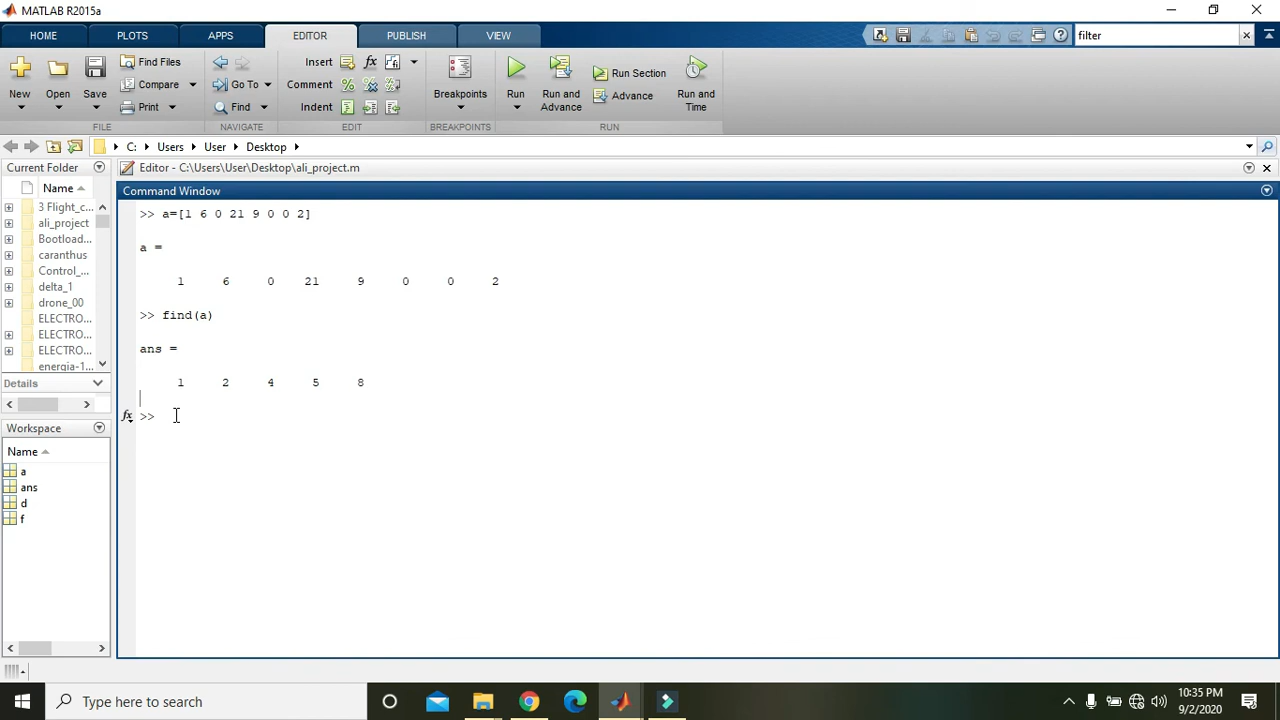 MATLAB R2015a
HOME PLOTS APPS EDITOR PUBLISH VIEW filter
New Open Save Find Files Compare Print Insert fx Comment Indent Go To Find Breakpoints Run Run and Advance Run Section Advance Run and Time
FILE NAVIGATE EDIT BREAKPOINTS RUN
C: Users User Desktop
Current Folder
Editor - C:\Users\User\Desktop\ali_project.m
Name
Command Window
3 Flight_c...
ali_project
Bootload...
caranthus
Control_...
delta_1
drone_00
ELECTRO...
ELECTRO...
ELECTRO...
energia-1...
Details
Workspace
Name
a
ans
d
f
>> a=[1 6 0 21 9 0 0 2]
a =
1 6 0 21 9 0 0 2
>> find(a)
ans =
1 2 4 5 8
fx >>
Type here to search
10:35 PM
9/2/2020